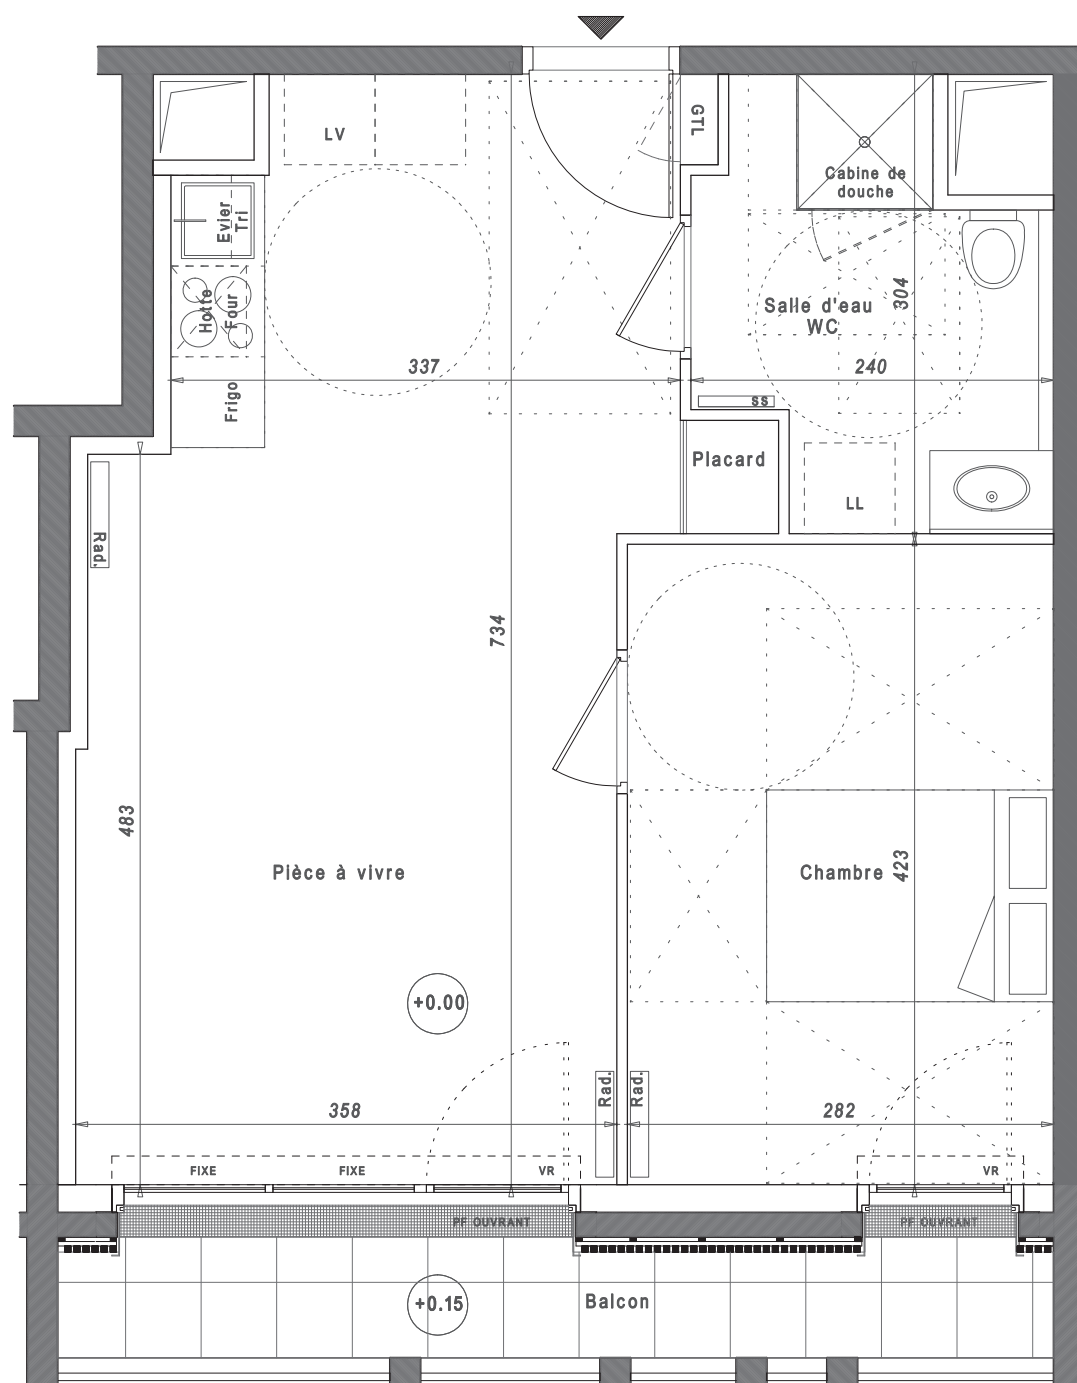 LV
GTL
Cabine de
douche
Evier
Tri
Hotte
Four
304
Salle d'eau
WC
337
240
Frigo
SS
Placard
LL
Rad.
734
483
Pièce à vivre
Chambre
423
+0.00
Rad.
Rad.
358
282
FIXE
FIXE
VR
VR
PF OUVRANT
PF OUVRANT
+0.15
Balcon